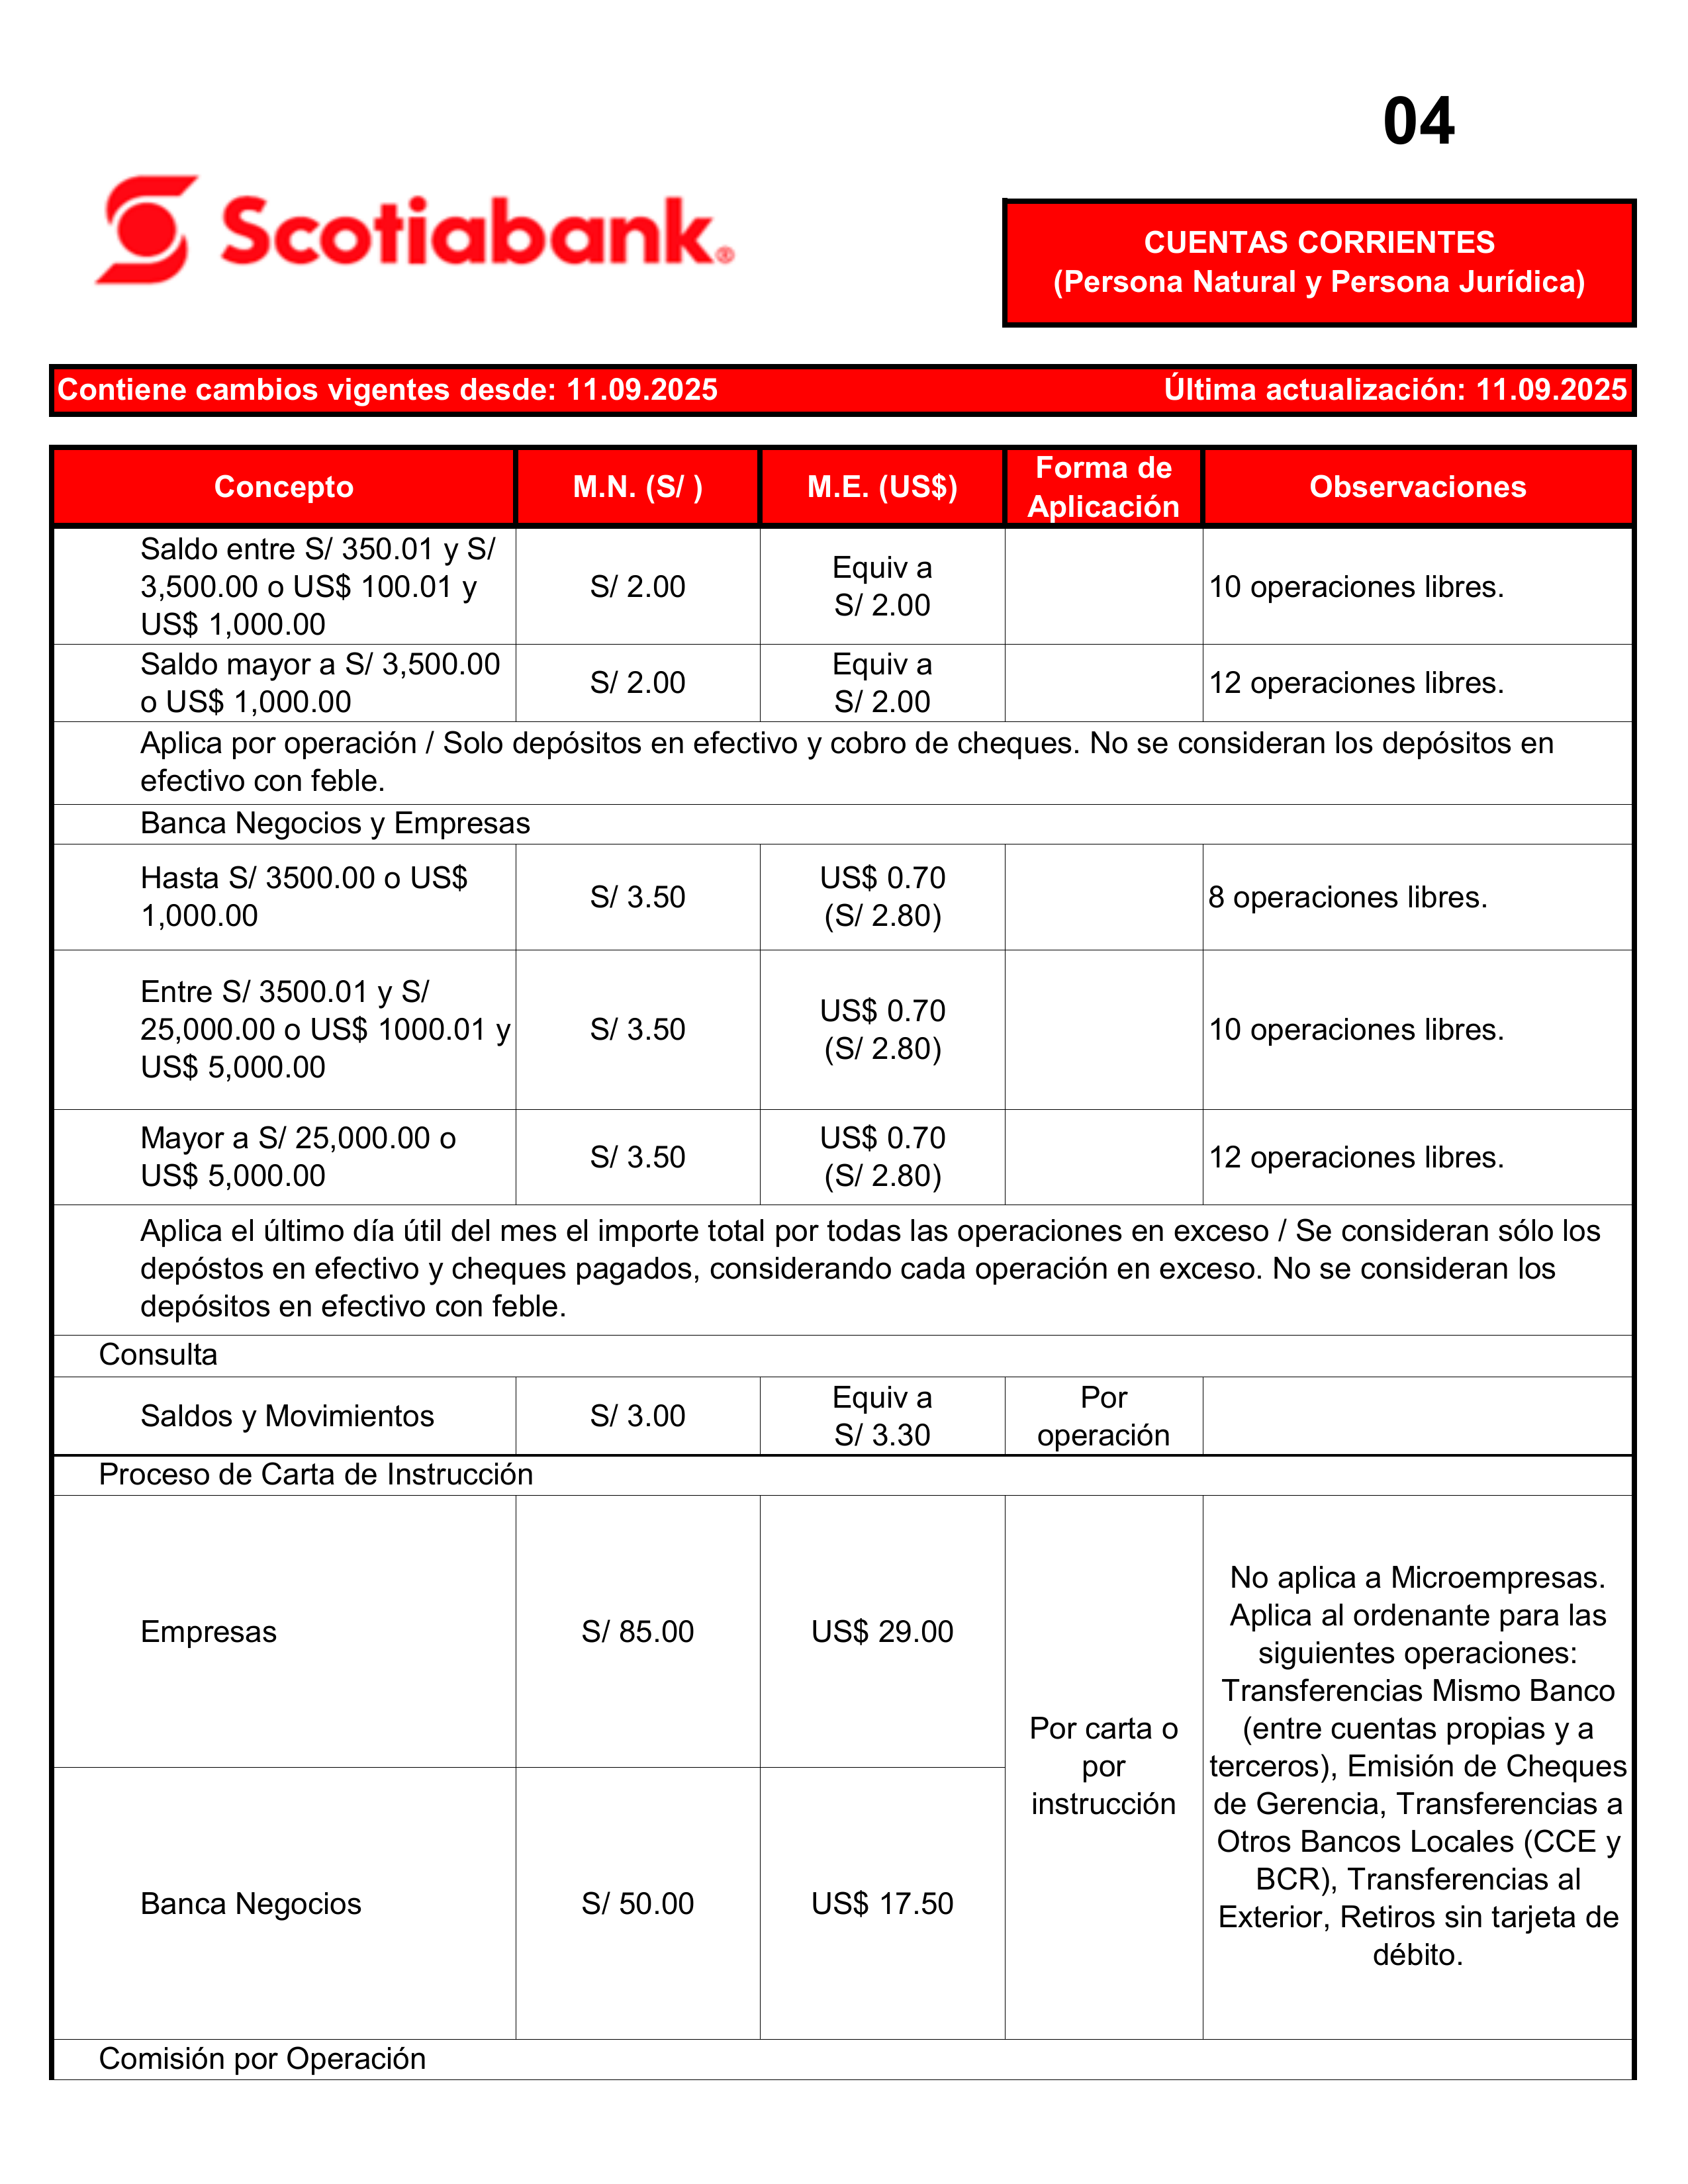 04
Scotiabank®
CUENTAS CORRIENTES
(Persona Natural y Persona Jurídica)
Contiene cambios vigentes desde: 11.09.2025 Última actualización: 11.09.2025
Concepto M.N. (S/ ) M.E. (US$) Forma de Aplicación Observaciones
Saldo entre S/ 350.01 y S/
3,500.00 o US$ 100.01 y
US$ 1,000.00
S/ 2.00
Equiv a
S/ 2.00
10 operaciones libres.
Saldo mayor a S/ 3,500.00
o US$ 1,000.00
S/ 2.00
Equiv a
S/ 2.00
12 operaciones libres.
Aplica por operación / Solo depósitos en efectivo y cobro de cheques. No se consideran los depósitos en
efectivo con feble.
Banca Negocios y Empresas
Hasta S/ 3500.00 o US$
1,000.00
S/ 3.50
US$ 0.70
(S/ 2.80)
8 operaciones libres.
Entre S/ 3500.01 y S/
25,000.00 o US$ 1000.01 y
US$ 5,000.00
S/ 3.50
US$ 0.70
(S/ 2.80)
10 operaciones libres.
Mayor a S/ 25,000.00 o
US$ 5,000.00
S/ 3.50
US$ 0.70
(S/ 2.80)
12 operaciones libres.
Aplica el último día útil del mes el importe total por todas las operaciones en exceso / Se consideran sólo los
depóstos en efectivo y cheques pagados, considerando cada operación en exceso. No se consideran los
depósitos en efectivo con feble.
Consulta
Saldos y Movimientos
S/ 3.00
Equiv a
S/ 3.30
Por
operación
Proceso de Carta de Instrucción
Empresas
S/ 85.00
US$ 29.00
Banca Negocios
S/ 50.00
US$ 17.50
Por carta o
por
instrucción
No aplica a Microempresas.
Aplica al ordenante para las
siguientes operaciones:
Transferencias Mismo Banco
(entre cuentas propias y a
terceros), Emisión de Cheques
de Gerencia, Transferencias a
Otros Bancos Locales (CCE y
BCR), Transferencias al
Exterior, Retiros sin tarjeta de
débito.
Comisión por Operación